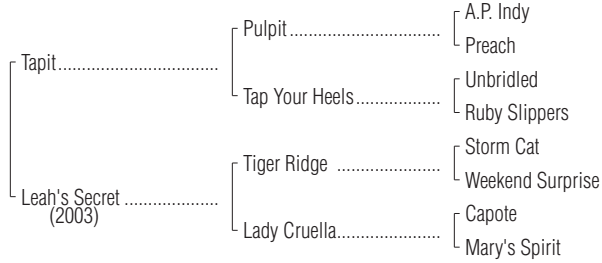 A.P. Indy
Pulpit
Preach
Tapit
Unbridled
Tap Your Heels
Ruby Slippers
Storm Cat
Tiger Ridge
Weekend Surprise
Leah's Secret
(2003)
Capote
Lady Cruella
Mary's Spirit